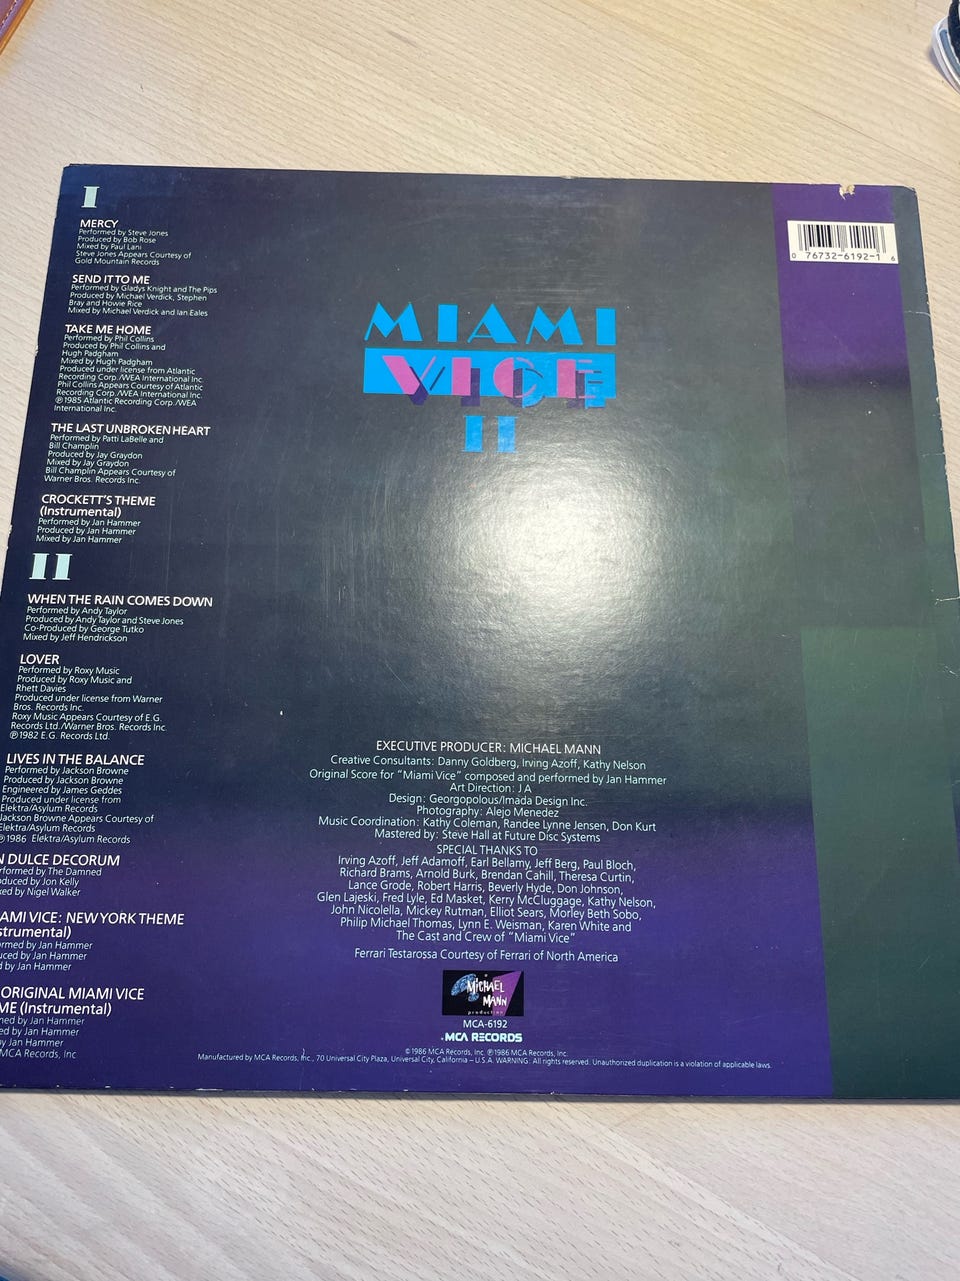 I
MERCY
Performed by Steve Jones
Produced by Bob Rose
Mixed by Paul Lani
Steve Jones Appears Courtesy of
Gold Mountain Records
SEND IT TO ME
Performed by Gladys Knight and The Pips
Produced by Michael Verdick, Stephen
Bray and Howie Rice
Mixed by Michael Verdick and Ian Eales
TAKE ME HOME
Performed by Phil Collins
Produced by Phil Collins and
Hugh Padgham
Mixed by Hugh Padgham
Produced under license from Atlantic
Recording Corp./WEA International Inc.
Phil Collins Appears Courtesy of Atlantic
Recording Corp./WEA International Inc.
℗1985 Atlantic Recording Corp./WEA
International Inc.
THE LAST UNBROKEN HEART
Performed by Patti LaBelle and
Bill Champlin
Produced by Jay Graydon
Mixed by Jay Graydon
Bill Champlin Appears Courtesy of
Warner Bros. Records Inc.
CROCKETT'S THEME
(Instrumental)
Performed by Jan Hammer
Produced by Jan Hammer
Mixed by Jan Hammer
II
WHEN THE RAIN COMES DOWN
Performed by Andy Taylor
Produced by Andy Taylor and Steve Jones
Co-Produced by George Tutko
Mixed by Jeff Hendrickson
LOVER
Performed by Roxy Music
Produced by Roxy Music and
Rhett Davies
Produced under license from Warner
Bros. Records Inc.
Roxy Music Appears Courtesy of E.G.
Records Ltd./Warner Bros. Records Inc.
℗1982 E.G. Records Ltd.
LIVES IN THE BALANCE
Performed by Jackson Browne
Produced by Jackson Browne
Engineered by James Geddes
Produced under license from
Elektra/Asylum Records
Jackson Browne Appears Courtesy of
Elektra/Asylum Records
℗1986 Elektra/Asylum Records
N DULCE DECORUM
rformed by The Damned
oduced by Jon Kelly
xed by Nigel Walker
AMI VICE: NEW YORK THEME
strumental)
ormed by Jan Hammer
uced by Jan Hammer
d by Jan Hammer
ORIGINAL MIAMI VICE
ME (Instrumental)
med by Jan Hammer
ed by Jan Hammer
y Jan Hammer
MCA Records, Inc
0 76732-6192-1 6
MIAMI
VICE
II
EXECUTIVE PRODUCER: MICHAEL MANN
Creative Consultants: Danny Goldberg, Irving Azoff, Kathy Nelson
Original Score for "Miami Vice" composed and performed by Jan Hammer
Art Direction: J A
Design: Georgopolous/Imada Design Inc.
Photography: Alejo Menedez
Music Coordination: Kathy Coleman, Randee Lynne Jensen, Don Kurt
Mastered by: Steve Hall at Future Disc Systems
SPECIAL THANKS TO
Irving Azoff, Jeff Adamoff, Earl Bellamy, Jeff Berg, Paul Bloch,
Richard Brams, Arnold Burk, Brendan Cahill, Theresa Curtin,
Lance Grode, Robert Harris, Beverly Hyde, Don Johnson,
Glen Lajeski, Fred Lyle, Ed Masket, Kerry McCluggage, Kathy Nelson,
John Nicolella, Mickey Rutman, Elliot Sears, Morley Beth Sobo,
Philip Michael Thomas, Lynn E. Weisman, Karen White and
The Cast and Crew of "Miami Vice"
Ferrari Testarossa Courtesy of Ferrari of North America
a
MICHAEL
MANN
production
MCA-6192
MCA RECORDS
©1986 MCA Records, Inc. ℗1986 MCA Records, Inc.
Manufactured by MCA Records, Inc., 70 Universal City Plaza, Universal City, California – U.S.A. WARNING: All rights reserved. Unauthorized duplication is a violation of applicable laws.